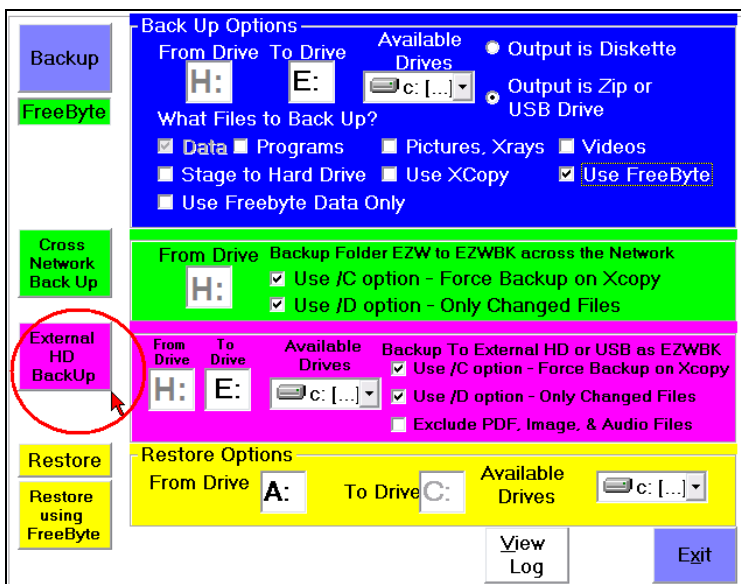 Backup
FreeByte
Back Up Options
From Drive
H:
To Drive
E:
Available
Drives
c: [...]
Output is Diskette
Output is Zip or
USB Drive
What Files to Back Up?
Data
Programs
Pictures, Xrays
Videos
Stage to Hard Drive
Use XCopy
Use FreeByte
Use Freebyte Data Only
Cross
Network
Back Up
From Drive
H:
Backup Folder EZW to EZWBK across the Network
Use /C option - Force Backup on Xcopy
Use /D option - Only Changed Files
External
HD
BackUp
From
Drive
H:
To
Drive
E:
Available
Drives
c: [...]
Backup To External HD or USB as EZWBK
Use /C option - Force Backup on Xcopy
Use /D option - Only Changed Files
Exclude PDF, Image, & Audio Files
Restore
Restore
using
FreeByte
Restore Options
From Drive
A:
To Drive
C:
Available
Drives
c: [...]
View
Log
Exit